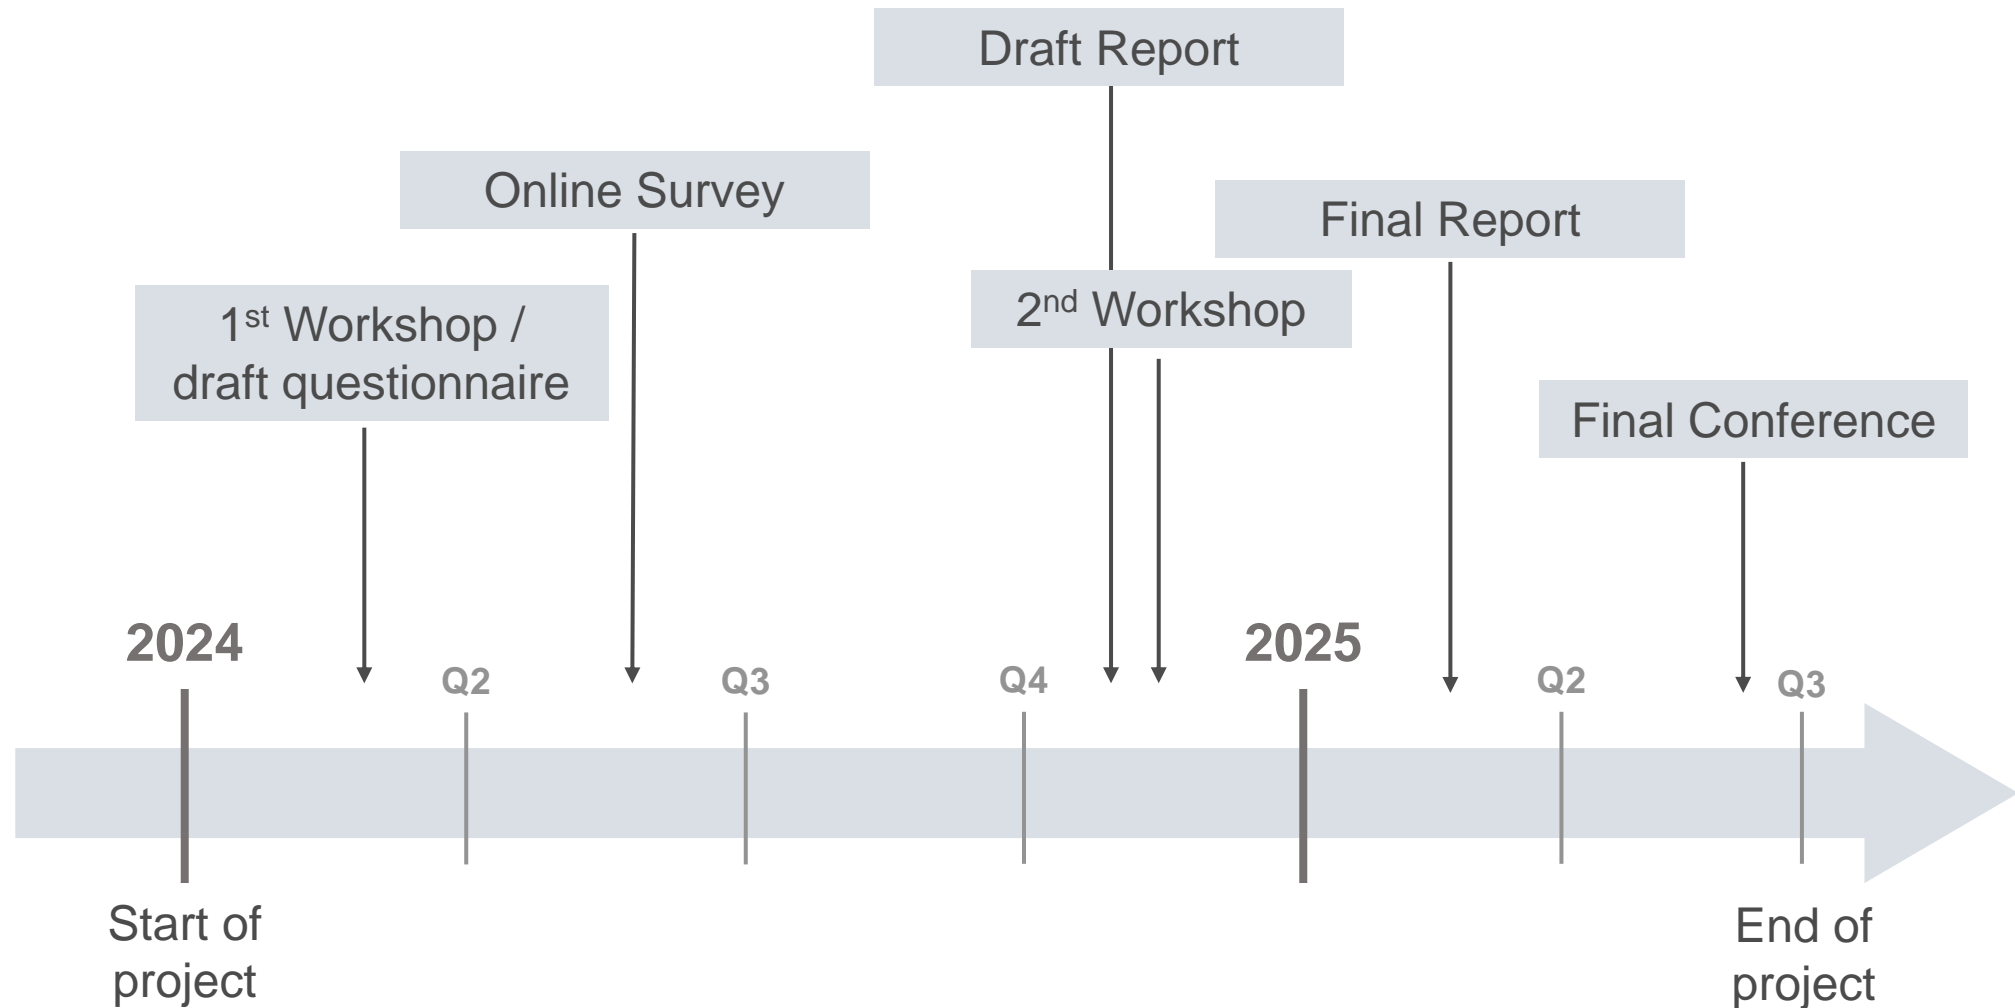 Draft Report
Online Survey
Final Report
2nd Workshop
1st Workshop /
draft questionnaire
Final Conference
2024
2025
Q2
Q3
Q4
Q2
Q3
Start of
project
End of
project